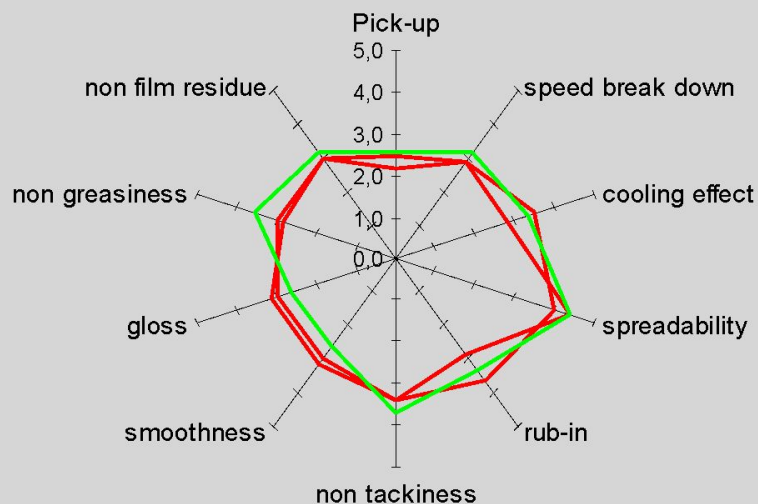 Pick-up
5,0
non film residue
4,0
speed break down
3,0
2,0
non greasiness
cooling effect
1,0
0,0
gloss
spreadability
smoothness
rub-in
non tackiness